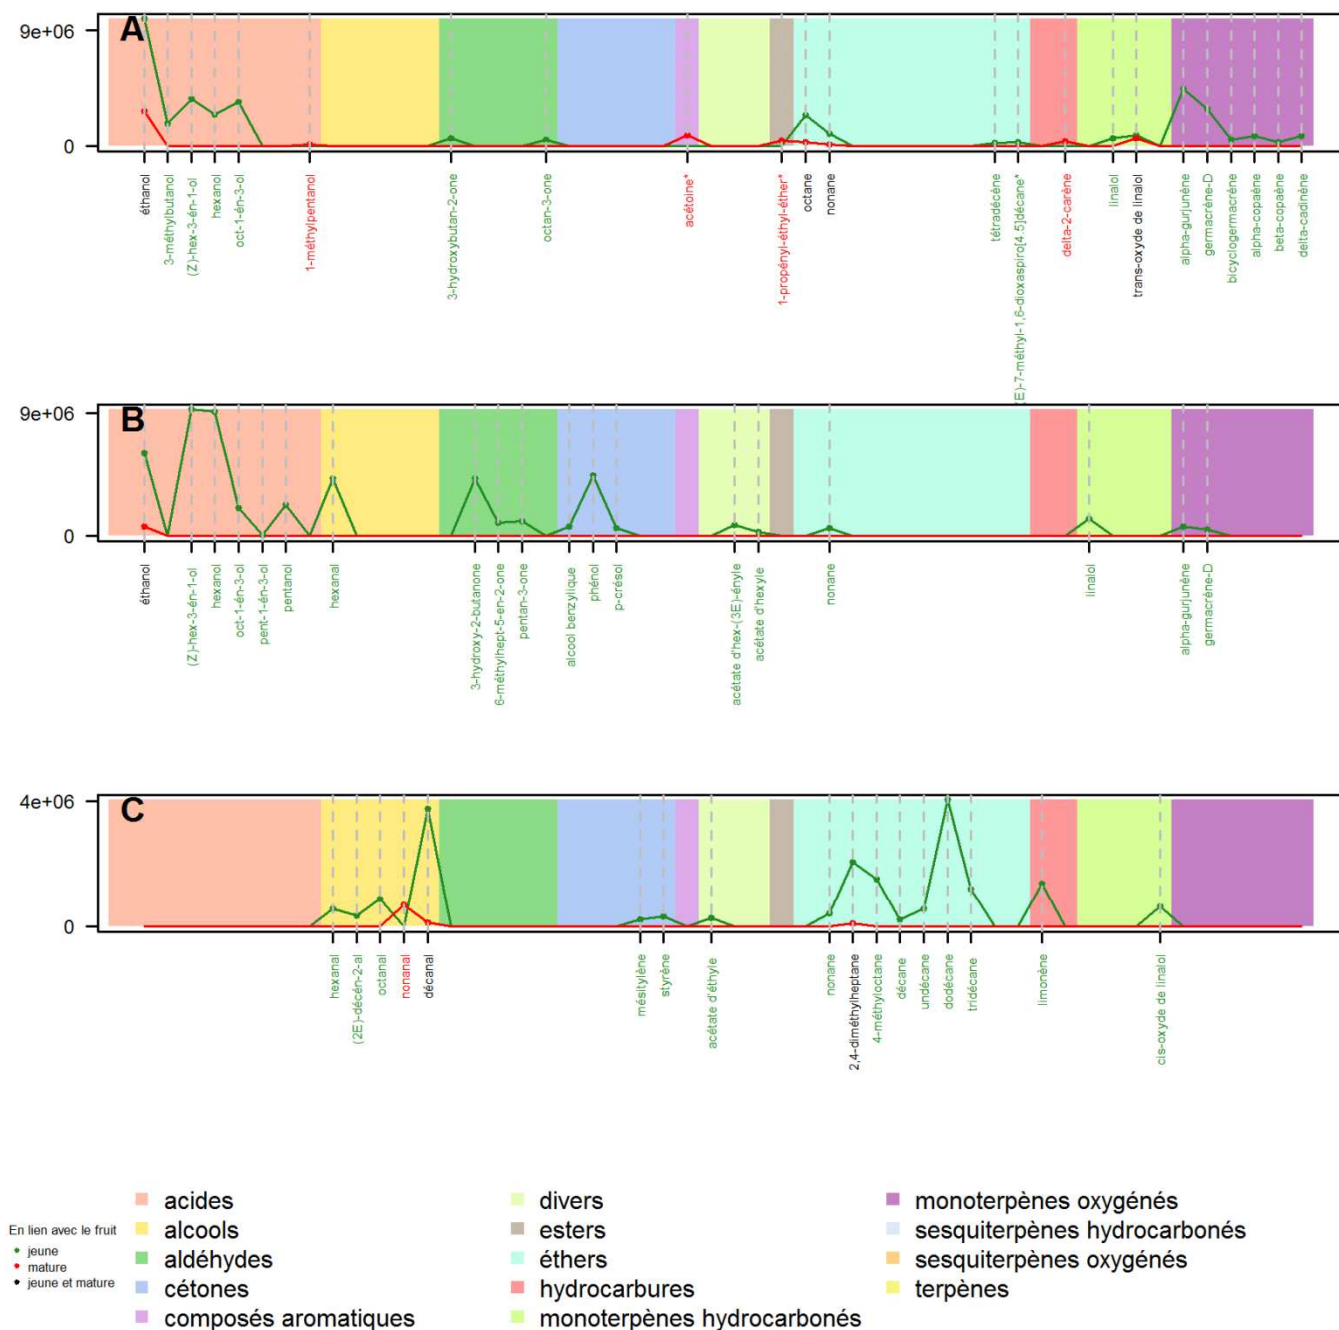 A
9e+06
0
éthanol
3-méthylbutanol
(Z)-hex-3-én-1-ol
hexanol
oct-1-én-3-ol
1-méthylpentanol
3-hydroxybutan-2-one
octan-3-one
acétoïne*
1-propényl-éthyl-éther*
octane
nonane
tétradécène
E)-7-méthyl-1,6-dioxaspiro[4.5]décane*
delta-2-carène
linalol
trans-oxyde de linalol
alpha-gurjunène
germacrène-D
bicyclogermacrène
alpha-copaène
beta-copaène
delta-cadinène
B
9e+06
0
éthanol
(Z)-hex-3-én-1-ol
hexanol
oct-1-én-3-ol
pent-1-én-3-ol
pentanol
hexanal
3-hydroxy-2-butanone
6-méthylhept-5-en-2-one
pentan-3-one
alcool benzylique
phénol
p-crésol
acétate d'hex-(3E)-ényle
acétate d'hexyle
nonane
linalol
alpha-gurjunène
germacrène-D
C
4e+06
0
hexanal
(2E)-décén-2-al
octanal
nonanal
décanal
mésitylène
styrène
acétate d'éthyle
nonane
2,4-diméthylheptane
4-méthyloctane
décane
undécane
dodécane
tridécane
limonène
cis-oxyde de linalol
En lien avec le fruit
jeune
mature
jeune et mature
acides
alcools
aldéhydes
cétones
composés aromatiques
divers
esters
éthers
hydrocarbures
monoterpènes hydrocarbonés
monoterpènes oxygénés
sesquiterpènes hydrocarbonés
sesquiterpènes oxygénés
terpènes